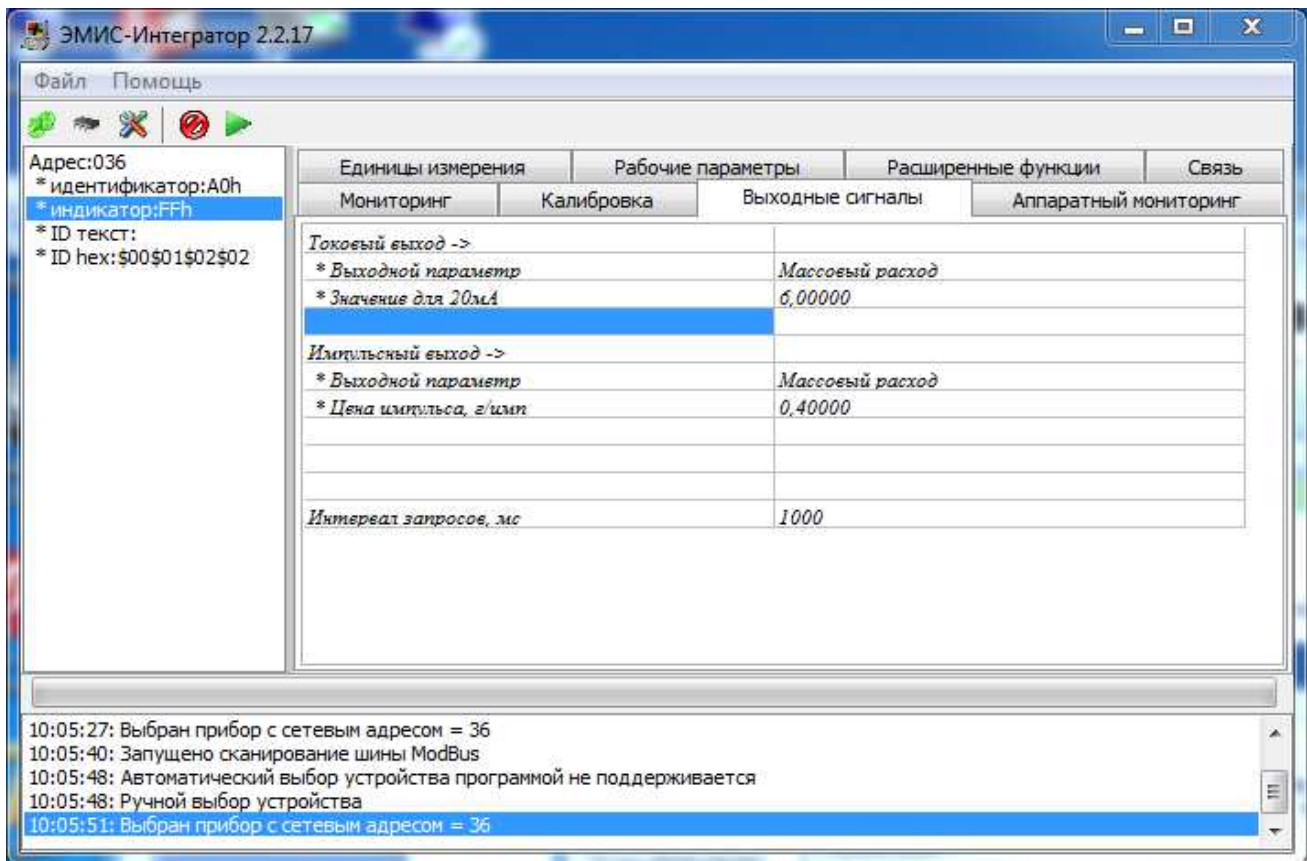 ЭМИС-Интегратор 2.2.17
Файл Помощь
Адрес:036
* идентификатор:A0h
* индикатор:FFh
* ID текст:
* ID hex:$00$01$02$02
Единицы измерения Рабочие параметры Расширенные функции Связь
Мониторинг Калибровка Выходные сигналы Аппаратный мониторинг
Токовый выход ->
* Выходной параметр Массовый расход
* Значение для 20мА 6,00000
Импульсный выход ->
* Выходной параметр Массовый расход
* Цена импульса, г/имп 0,40000
Интервал запросов, мс 1000
10:05:27: Выбран прибор с сетевым адресом = 36
10:05:40: Запущено сканирование шины ModBus
10:05:48: Автоматический выбор устройства программой не поддерживается
10:05:48: Ручной выбор устройства
10:05:51: Выбран прибор с сетевым адресом = 36